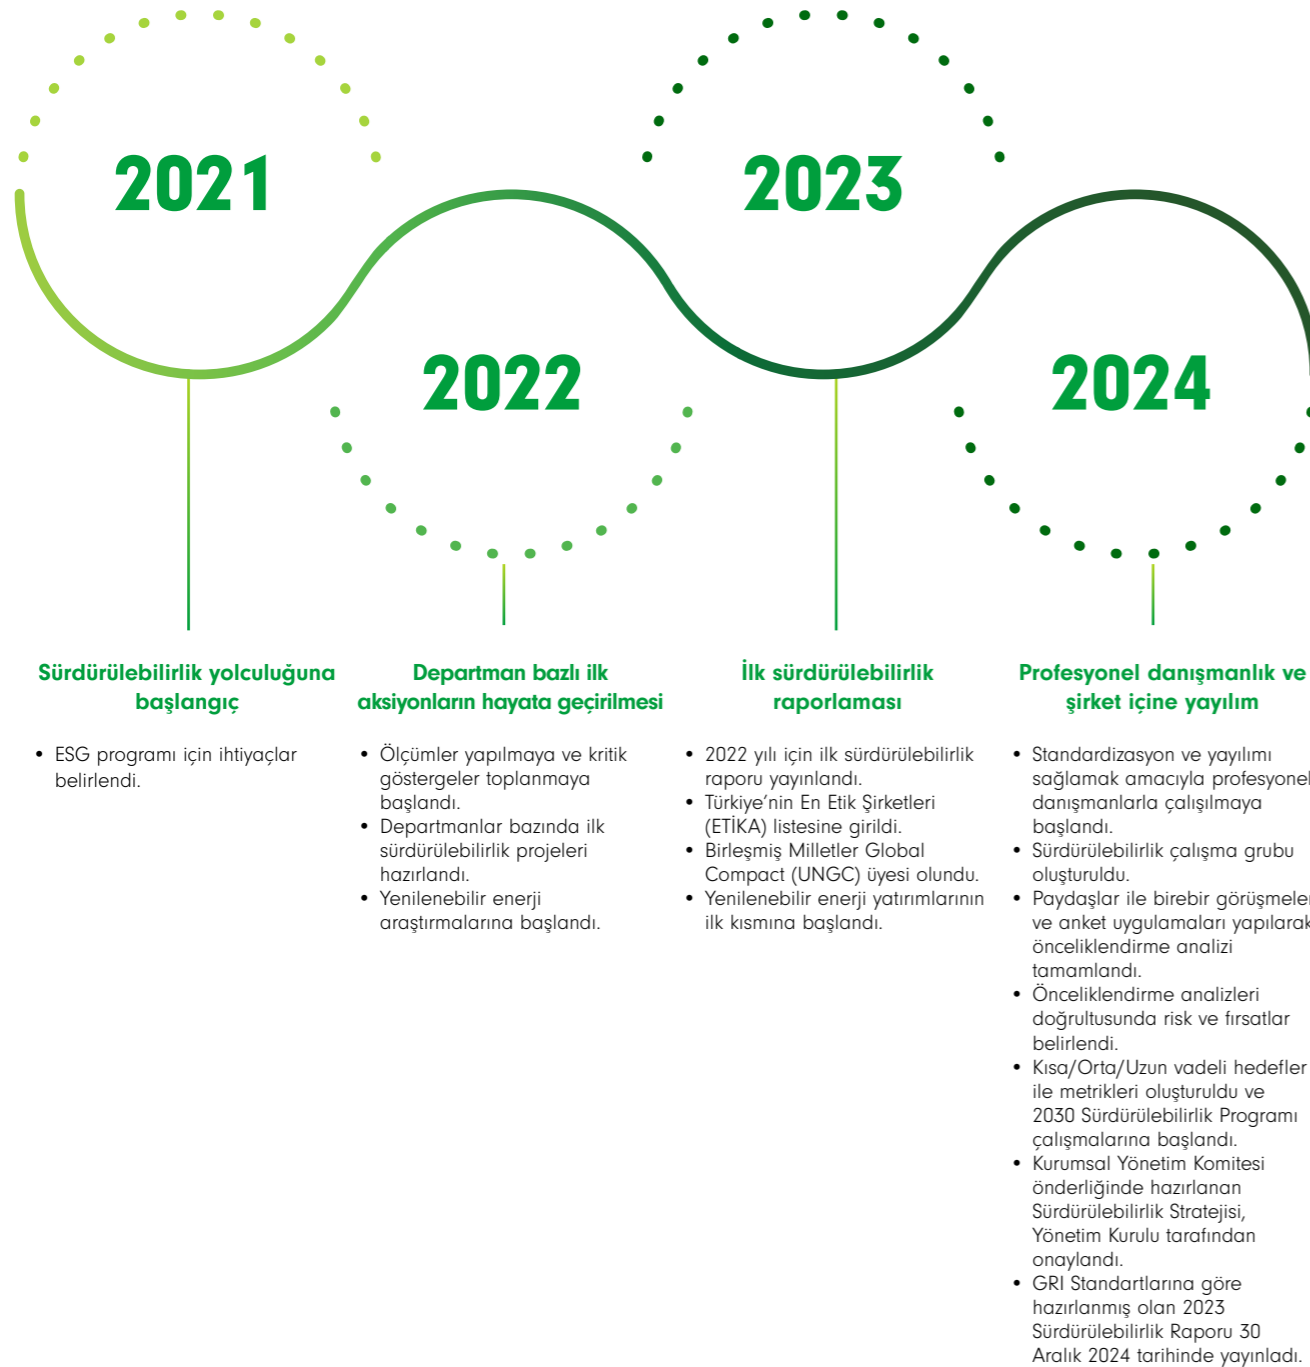 2021
2023
2022
2024
Sürdürülebilirlik yolculuğuna
başlangıç
• ESG programı için ihtiyaçlar
belirlendi.
Departman bazlı ilk
aksiyonların hayata geçirilmesi
• Ölçümler yapılmaya ve kritik
göstergeler toplanmaya
başlandı.
• Departmanlar bazında ilk
sürdürülebilirlik projeleri
hazırlandı.
• Yenilenebilir enerji
araştırmalarına başlandı.
İlk sürdürülebilirlik
raporlaması
• 2022 yılı için ilk sürdürülebilirlik
raporu yayınlandı.
• Türkiye’nin En Etik Şirketleri
(ETİKA) listesine girildi.
• Birleşmiş Milletler Global
Compact (UNGC) üyesi olundu.
• Yenilenebilir enerji yatırımlarının
ilk kısmına başlandı.
Profesyonel danışmanlık ve
şirket içine yayılım
• Standardizasyon ve yayılımı
sağlamak amacıyla profesyonel
danışmanlarla çalışılmaya
başlandı.
• Sürdürülebilirlik çalışma grubu
oluşturuldu.
• Paydaşlar ile birebir görüşmeler
ve anket uygulamaları yapılarak
önceliklendirme analizi
tamamlandı.
• Önceliklendirme analizleri
doğrultusunda risk ve fırsatlar
belirlendi.
• Kısa/Orta/Uzun vadeli hedefler
ile metrikleri oluşturuldu ve
2030 Sürdürülebilirlik Programı
çalışmalarına başlandı.
• Kurumsal Yönetim Komitesi
önderliğinde hazırlanan
Sürdürülebilirlik Stratejisi,
Yönetim Kurulu tarafından
onaylandı.
• GRI Standartlarına göre
hazırlanmış olan 2023
Sürdürülebilirlik Raporu 30
Aralık 2024 tarihinde yayınladı.